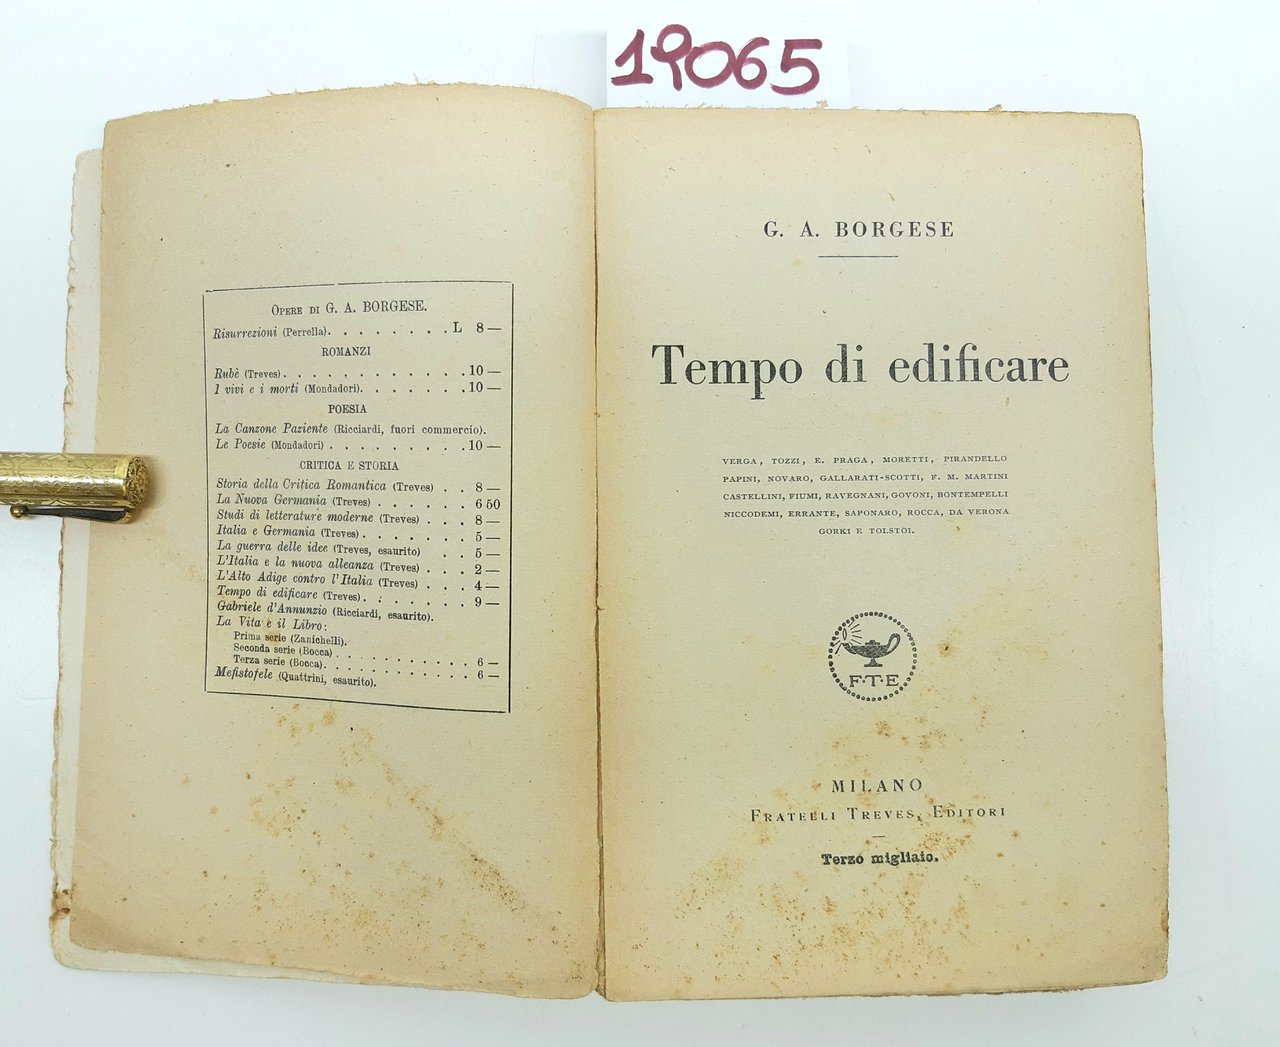 19065
Opere di G. A. BORGESE.
Risurrezioni (Perrella). . . . . . . . . L 8 —
ROMANZI
Rubè (Treves). . . . . . . . . . . . . 10 —
I vivi e i morti (Mondadori). . . . . . . 10 —
POESIA
La Canzone Paziente (Ricciardi, fuori commercio).
Le Poesie (Mondadori) . . . . . . . . . 10 —
CRITICA E STORIA
Storia della Critica Romantica (Treves) . . 8 —
La Nuova Germania (Treves) . . . . . . 6 50
Studi di letterature moderne (Treves) . . . 8 —
Italia e Germania (Treves) . . . . . . . 5 —
La guerra delle idee (Treves, esaurito) . . 5 —
L'Italia e la nuova alleanza (Treves) . . . 2 —
L'Alto Adige contro l'Italia (Treves) . . . 4 —
Tempo di edificare (Treves) . . . . . . . 9 —
Gabriele d'Annunzio (Ricciardi, esaurito).
La Vita e il Libro:
Prima serie (Zanichelli).
Seconda serie (Bocca) . . . . . . . . . . 6 —
Terza serie (Bocca). . . . . . . . . . . 6 —
Mefistofele (Quattrini, esaurito).
G. A. BORGESE
Tempo di edificare
VERGA, TOZZI, E. PRAGA, MORETTI, PIRANDELLO
PAPINI, NOVARO, GALLARATI-SCOTTI, F. M. MARTINI
CASTELLINI, FIUMI, RAVEGNANI, GOVONI, BONTEMPELLI
NICCODEMI, ERRANTE, SAPONARO, ROCCA, DA VERONA
GORKI E TOLSTOI.
F·T·E
MILANO
Fratelli Treves, Editori
Terzo migliaio.